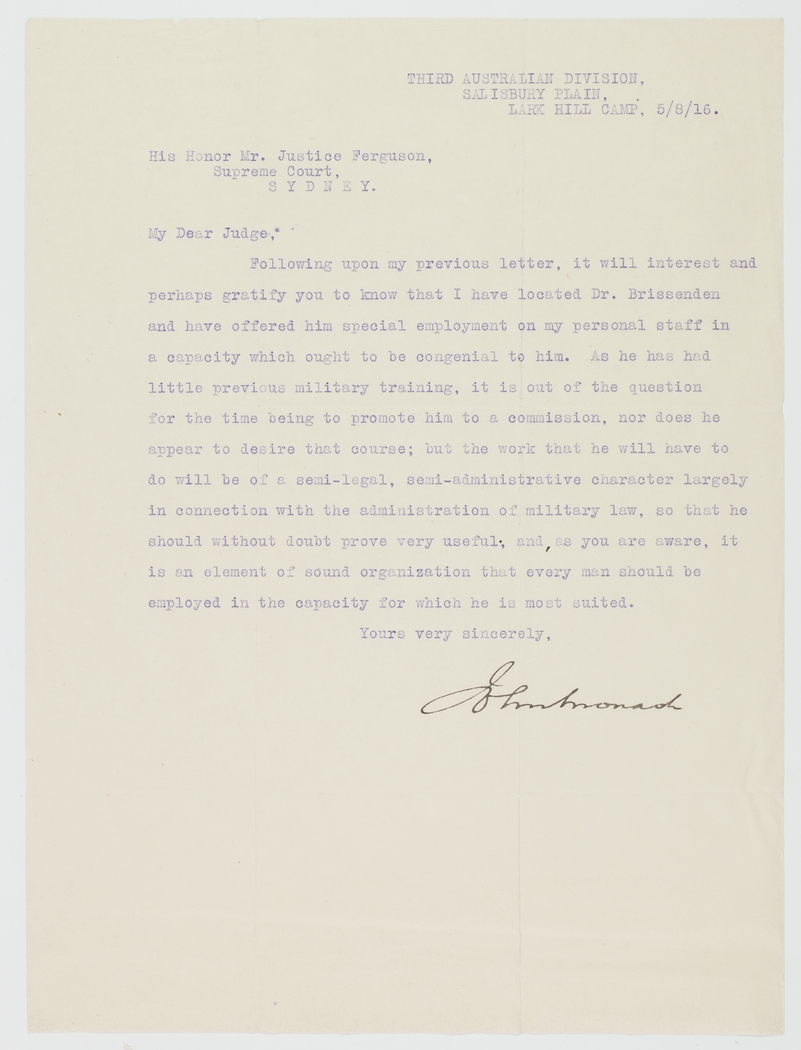 THIRD AUSTRALIAN DIVISION,
SALISBURY PLAIN,
LARK HILL CAMP, 5/8/16.
His Honor Mr. Justice Ferguson,
Supreme Court,
S Y D N E Y.
My Dear Judge,
Following upon my previous letter, it will interest and
perhaps gratify you to know that I have located Dr. Brissenden
and have offered him special employment on my personal staff in
a capacity which ought to be congenial to him. As he has had
little previous military training, it is out of the question
for the time being to promote him to a commission, nor does he
appear to desire that course; but the work that he will have to
do will be of a semi-legal, semi-administrative character largely
in connection with the administration of military law, so that he
should without doubt prove very useful; and, as you are aware, it
is an element of sound organization that every man should be
employed in the capacity for which he is most suited.
Yours very sincerely,
John Monash